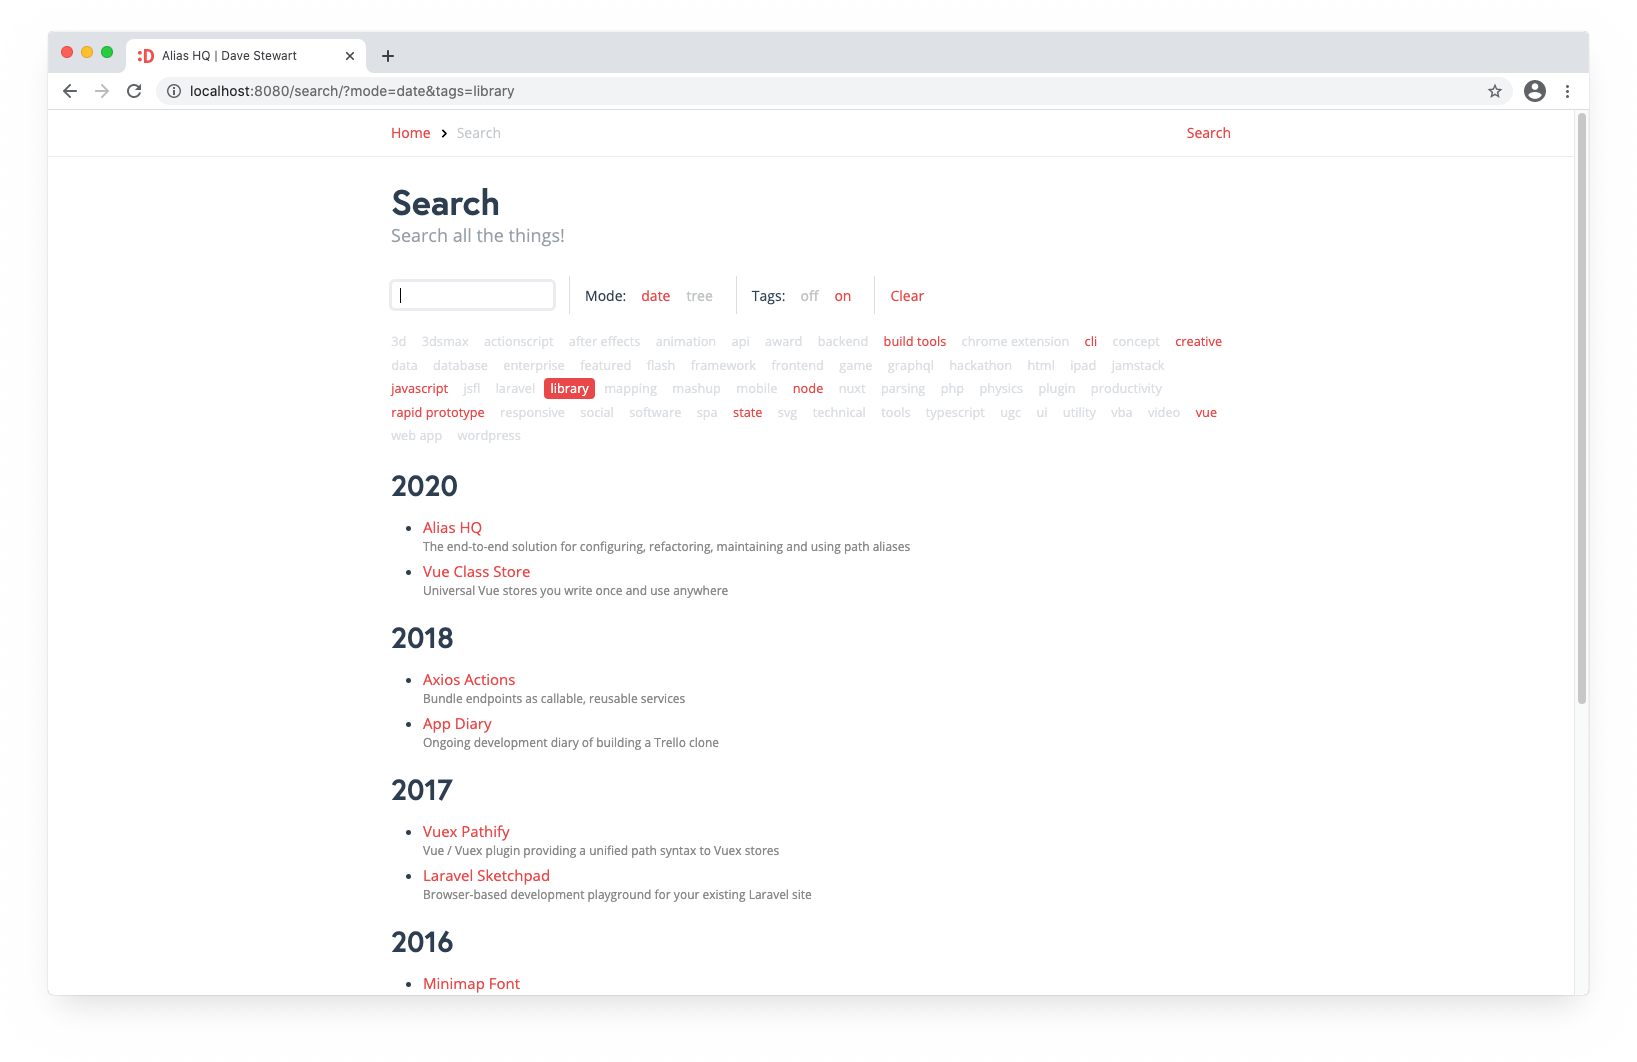 :D Alias HQ | Dave Stewart
localhost:8080/search/?mode=date&tags=library
Home Search Search
Search
Search all the things!
Mode: date tree Tags: off on Clear
3d 3dsmax actionscript after effects animation api award backend build tools chrome extension cli concept creative
data database enterprise featured flash framework frontend game graphql hackathon html ipad jamstack
javascript jsfl laravel library mapping mashup mobile node nuxt parsing php physics plugin productivity
rapid prototype responsive social software spa state svg technical tools typescript ugc ui utility vba video vue
web app wordpress
2020
Alias HQ
The end-to-end solution for configuring, refactoring, maintaining and using path aliases
Vue Class Store
Universal Vue stores you write once and use anywhere
2018
Axios Actions
Bundle endpoints as callable, reusable services
App Diary
Ongoing development diary of building a Trello clone
2017
Vuex Pathify
Vue / Vuex plugin providing a unified path syntax to Vuex stores
Laravel Sketchpad
Browser-based development playground for your existing Laravel site
2016
Minimap Font